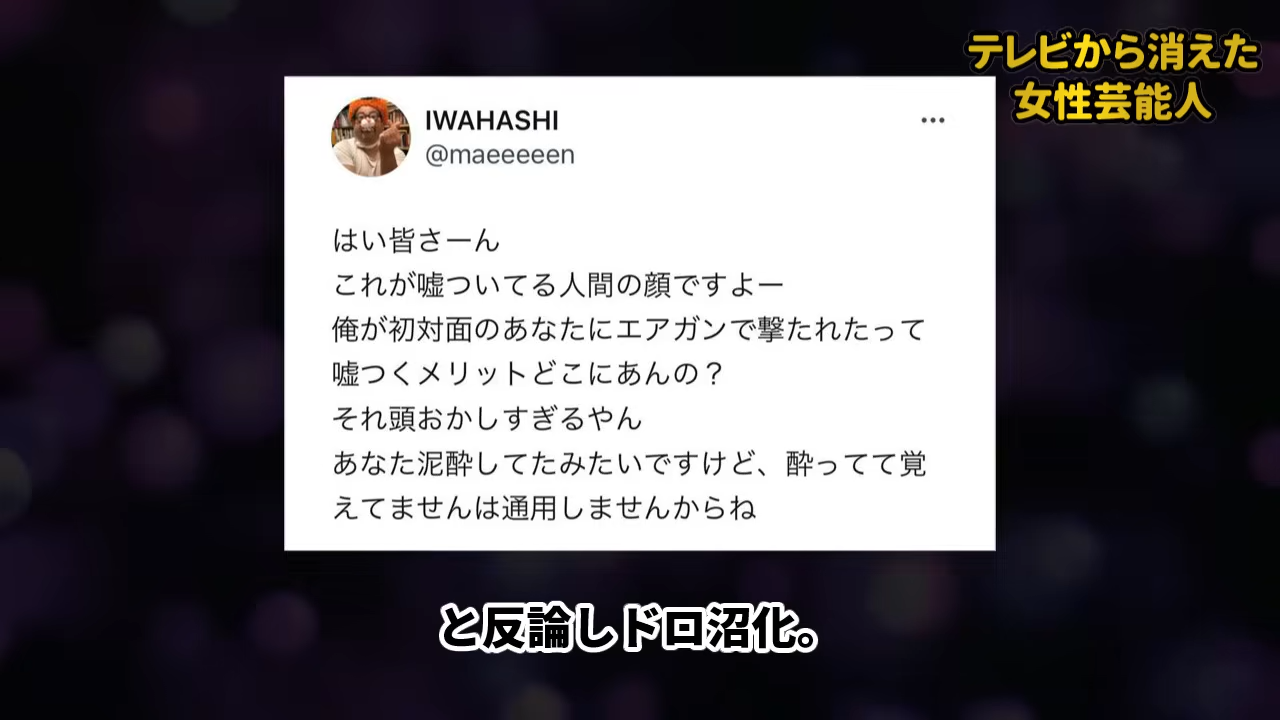 テレビから消えた
女性芸能人
IWAHASHI
@maeeeeen
はい皆さーん
これが嘘ついてる人間の顔ですよー
俺が初対面のあなたにエアガンで撃たれたって
嘘つくメリットどこにあんの？
それ頭おかしすぎるやん
あなた泥酔してたみたいですけど、酔ってて覚
えてませんは通用しませんからね
と反論しドロ沼化。